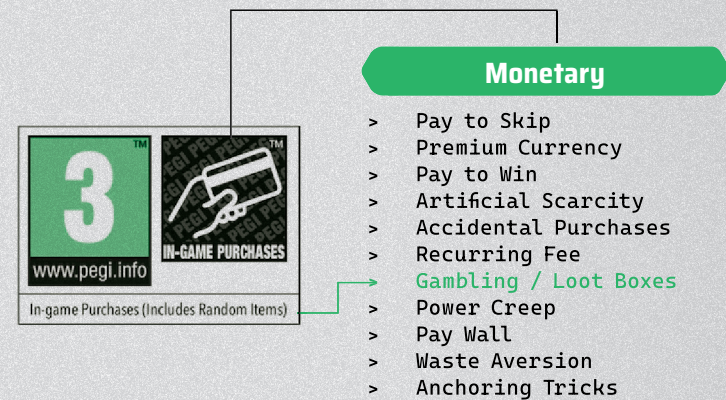 Monetary
3
TM
www.pegi.info
PEGI PEGI PEGI
TM
IN-GAME PURCHASES
In-game Purchases (Includes Random Items)
> Pay to Skip
> Premium Currency
> Pay to Win
> Artificial Scarcity
> Accidental Purchases
> Recurring Fee
> Gambling / Loot Boxes
> Power Creep
> Pay Wall
> Waste Aversion
> Anchoring Tricks